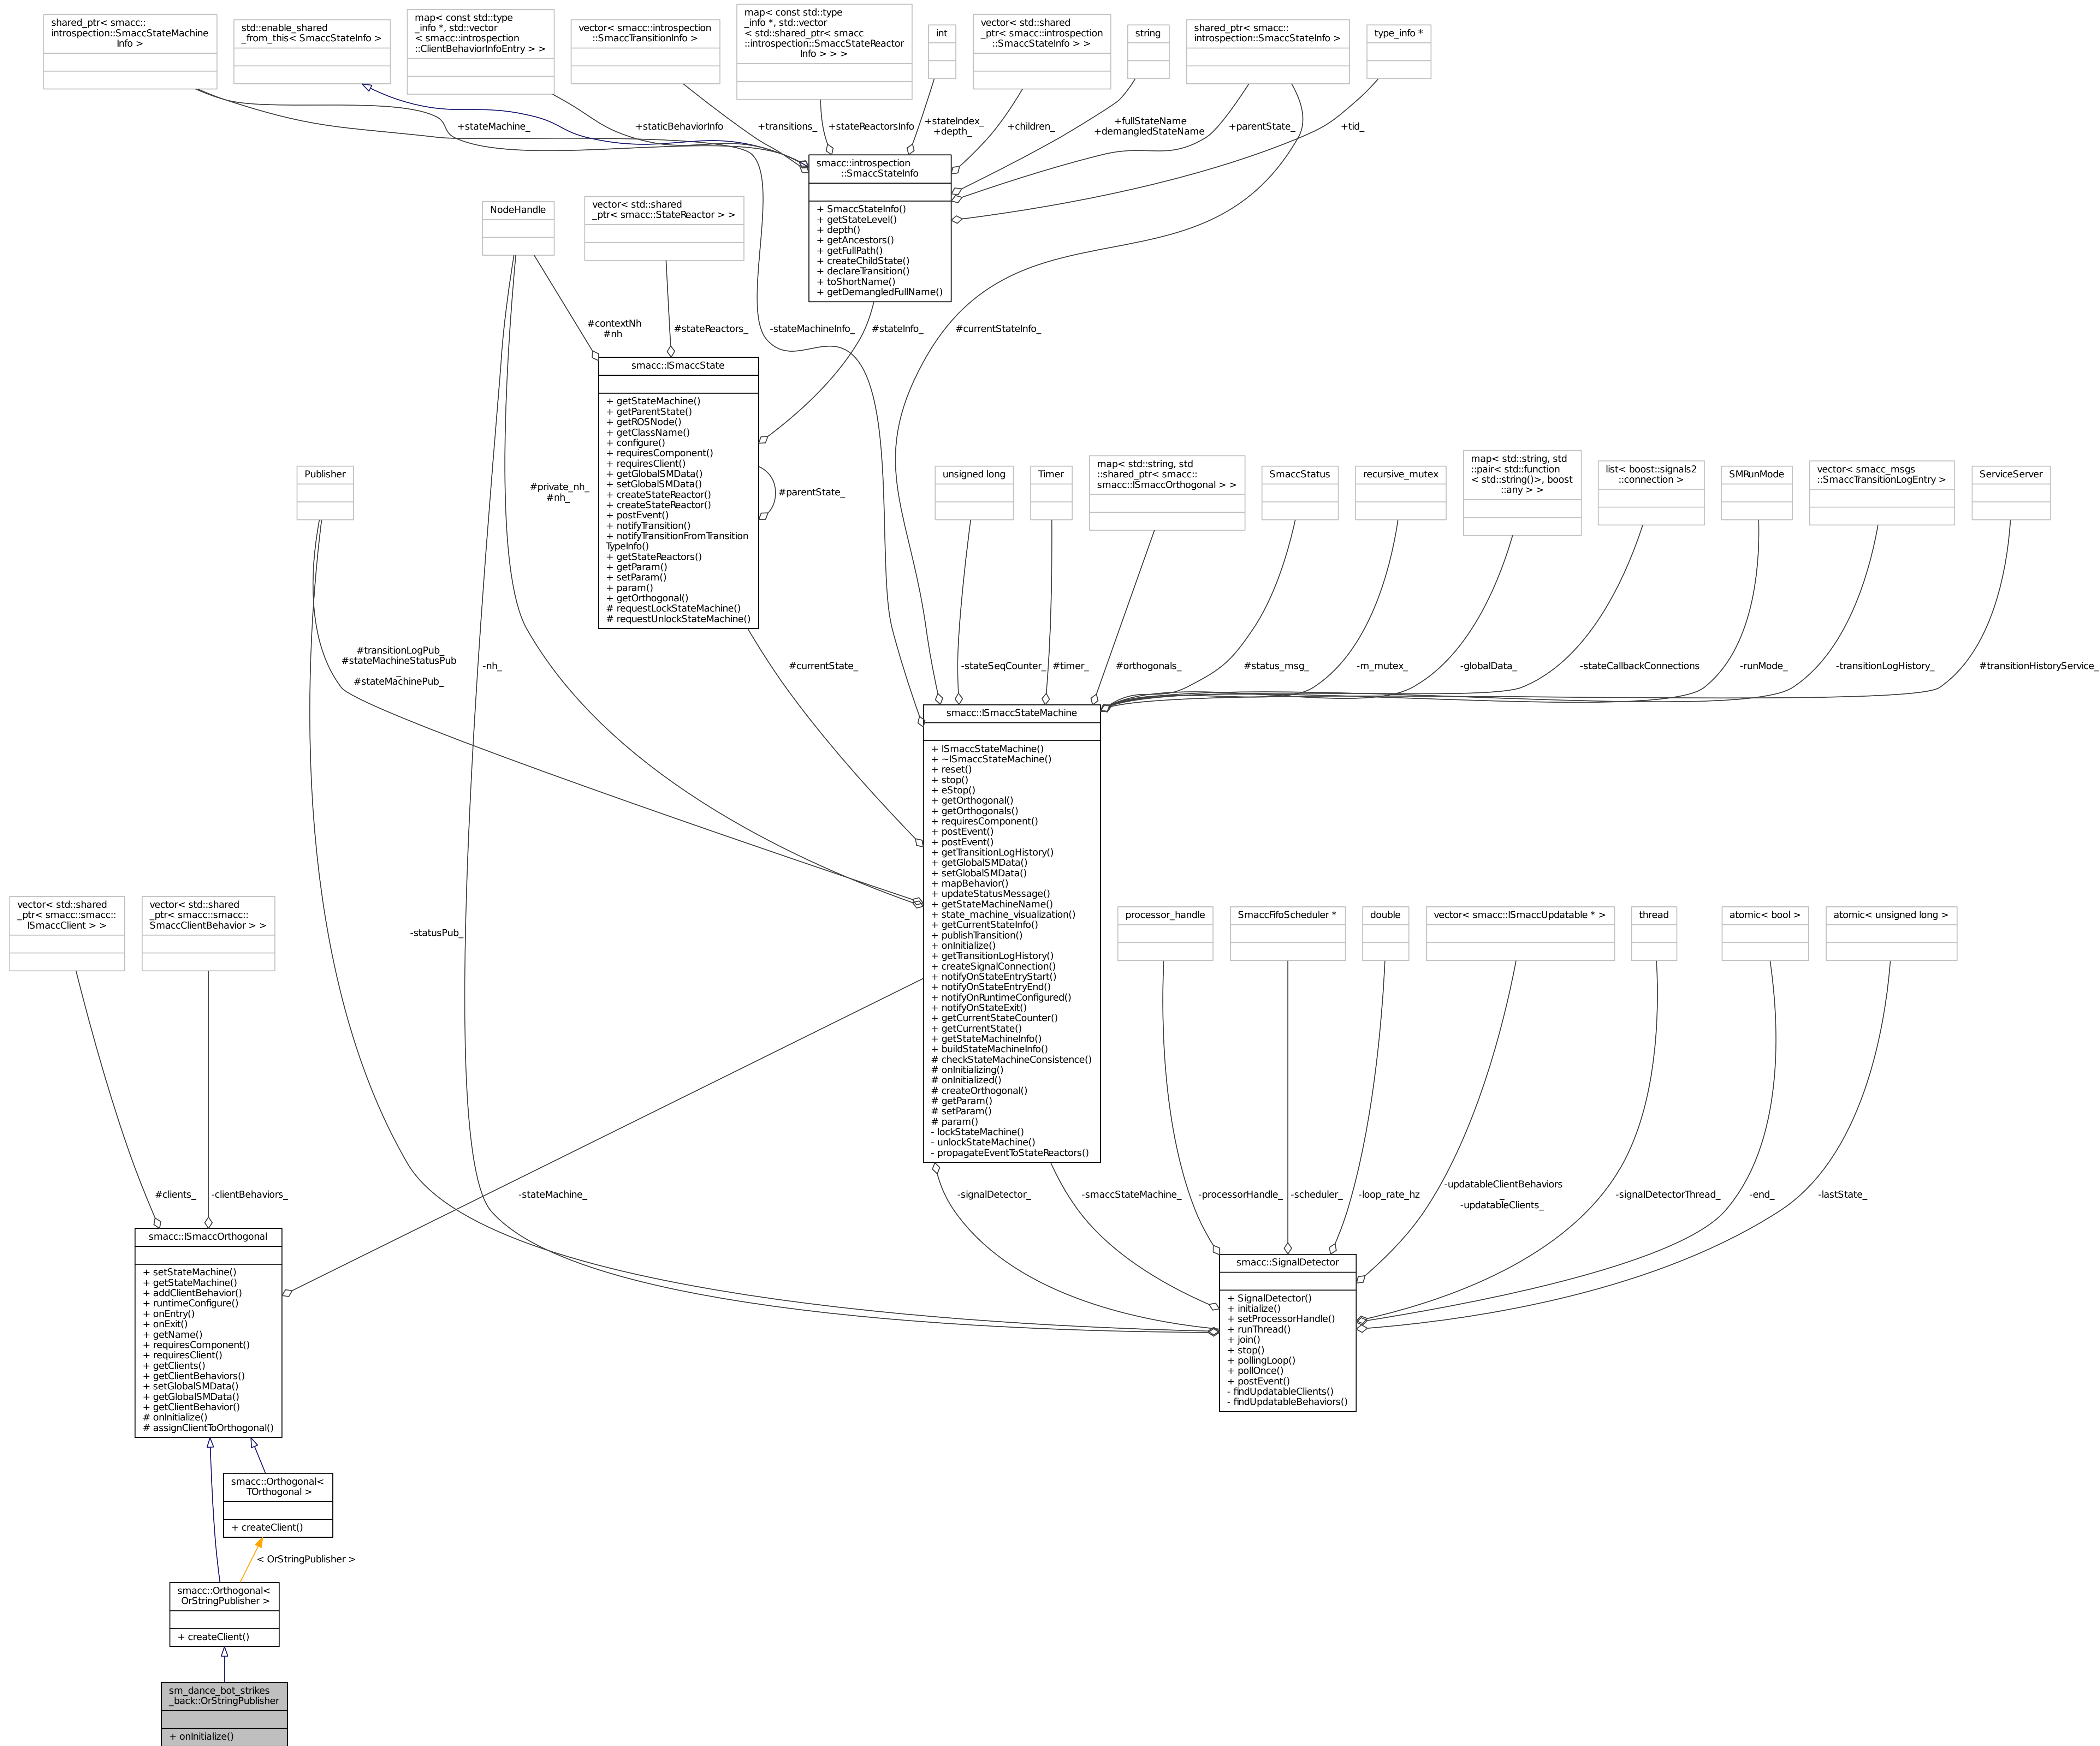 shared_ptr< smacc::
introspection::SmaccStateMachine
Info >
std::enable_shared
_from_this< SmaccStateInfo >
map< const std::type
_info *, std::vector
< smacc::introspection
::ClientBehaviorInfoEntry > >
vector< smacc::introspection
::SmaccTransitionInfo >
map< const std::type
_info *, std::vector
< std::shared_ptr< smacc
::introspection::SmaccStateReactor
Info > > >
int
vector< std::shared
_ptr< smacc::introspection
::SmaccStateInfo > >
string
shared_ptr< smacc::
introspection::SmaccStateInfo >
type_info *
+stateMachine_
+staticBehaviorInfo
+transitions_
+stateReactorsInfo
+stateIndex_
+depth_
+children_
+fullStateName
+demangledStateName
+parentState_
+tid_
smacc::introspection
::SmaccStateInfo
+ SmaccStateInfo()
+ getStateLevel()
+ depth()
+ getAncestors()
+ getFullPath()
+ createChildState()
+ declareTransition()
+ toShortName()
+ getDemangledFullName()
NodeHandle
vector< std::shared
_ptr< smacc::StateReactor > >
#contextNh
#nh
#stateReactors_
-stateMachineInfo_
#stateInfo_
#currentStateInfo_
smacc::ISmaccState
+ getStateMachine()
+ getParentState()
+ getROSNode()
+ getClassName()
+ configure()
+ requiresComponent()
+ requiresClient()
+ getGlobalSMData()
+ setGlobalSMData()
+ createStateReactor()
+ createStateReactor()
+ postEvent()
+ notifyTransition()
+ notifyTransitionFromTransition
TypeInfo()
+ getStateReactors()
+ getParam()
+ setParam()
+ param()
+ getOrthogonal()
# requestLockStateMachine()
# requestUnlockStateMachine()
#parentState_
#private_nh_
#nh_
Publisher
unsigned long
Timer
map< std::string, std
::shared_ptr< smacc::
smacc::ISmaccOrthogonal > >
SmaccStatus
recursive_mutex
map< std::string, std
::pair< std::function
< std::string()>, boost
::any > >
list< boost::signals2
::connection >
SMRunMode
vector< smacc_msgs
::SmaccTransitionLogEntry >
ServiceServer
#transitionLogPub_
#stateMachineStatusPub
_
#stateMachinePub_
-nh_
#currentState_
-stateSeqCounter_
#timer_
#orthogonals_
#status_msg_
-m_mutex_
-globalData_
-stateCallbackConnections
-runMode_
-transitionLogHistory_
#transitionHistoryService_
smacc::ISmaccStateMachine
+ ISmaccStateMachine()
+ ~ISmaccStateMachine()
+ reset()
+ stop()
+ eStop()
+ getOrthogonal()
+ getOrthogonals()
+ requiresComponent()
+ postEvent()
+ postEvent()
+ getTransitionLogHistory()
+ getGlobalSMData()
+ setGlobalSMData()
+ mapBehavior()
+ updateStatusMessage()
+ getStateMachineName()
+ state_machine_visualization()
+ getCurrentStateInfo()
+ publishTransition()
+ onInitialize()
+ getTransitionLogHistory()
+ createSignalConnection()
+ notifyOnStateEntryStart()
+ notifyOnStateEntryEnd()
+ notifyOnRuntimeConfigured()
+ notifyOnStateExit()
+ getCurrentStateCounter()
+ getCurrentState()
+ getStateMachineInfo()
+ buildStateMachineInfo()
# checkStateMachineConsistence()
# onInitializing()
# onInitialized()
# createOrthogonal()
# getParam()
# setParam()
# param()
- lockStateMachine()
- unlockStateMachine()
- propagateEventToStateReactors()
vector< std::shared
_ptr< smacc::smacc::
ISmaccClient > >
vector< std::shared
_ptr< smacc::smacc::
SmaccClientBehavior > >
-statusPub_
processor_handle
SmaccFifoScheduler *
double
vector< smacc::ISmaccUpdatable * >
thread
atomic< bool >
atomic< unsigned long >
#clients_
-clientBehaviors_
-stateMachine_
-signalDetector_
-smaccStateMachine_
-processorHandle_
-scheduler_
-loop_rate_hz
-updatableClientBehaviors
_
-updatableClients_
-signalDetectorThread_
-end_
-lastState_
smacc::ISmaccOrthogonal
+ setStateMachine()
+ getStateMachine()
+ addClientBehavior()
+ runtimeConfigure()
+ onEntry()
+ onExit()
+ getName()
+ requiresComponent()
+ requiresClient()
+ getClients()
+ getClientBehaviors()
+ setGlobalSMData()
+ getGlobalSMData()
+ getClientBehavior()
# onInitialize()
# assignClientToOrthogonal()
smacc::SignalDetector
+ SignalDetector()
+ initialize()
+ setProcessorHandle()
+ runThread()
+ join()
+ stop()
+ pollingLoop()
+ pollOnce()
+ postEvent()
- findUpdatableClients()
- findUpdatableBehaviors()
smacc::Orthogonal<
TOrthogonal >
+ createClient()
< OrStringPublisher >
smacc::Orthogonal<
OrStringPublisher >
+ createClient()
sm_dance_bot_strikes
_back::OrStringPublisher
+ onInitialize()